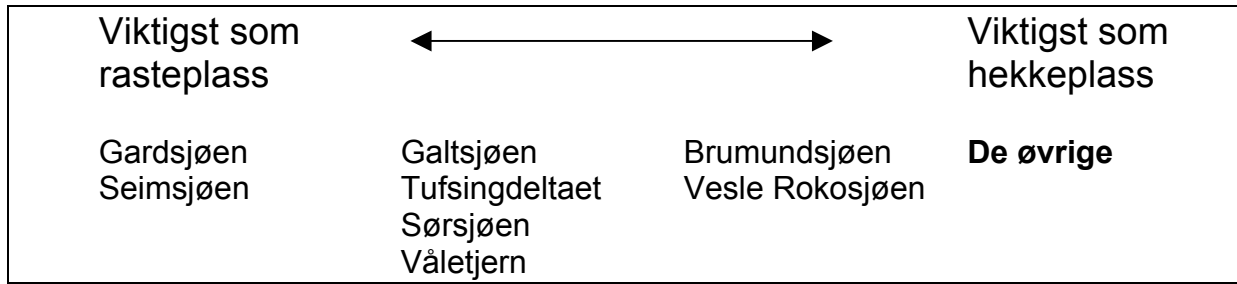 Viktigst som Viktigst som
rasteplass hekkeplass
Gardsjøen Galtsjøen Brumundsjøen De øvrige
Seimsjøen Tufsingdeltaet Vesle Rokosjøen
Sørsjøen
Våletjern